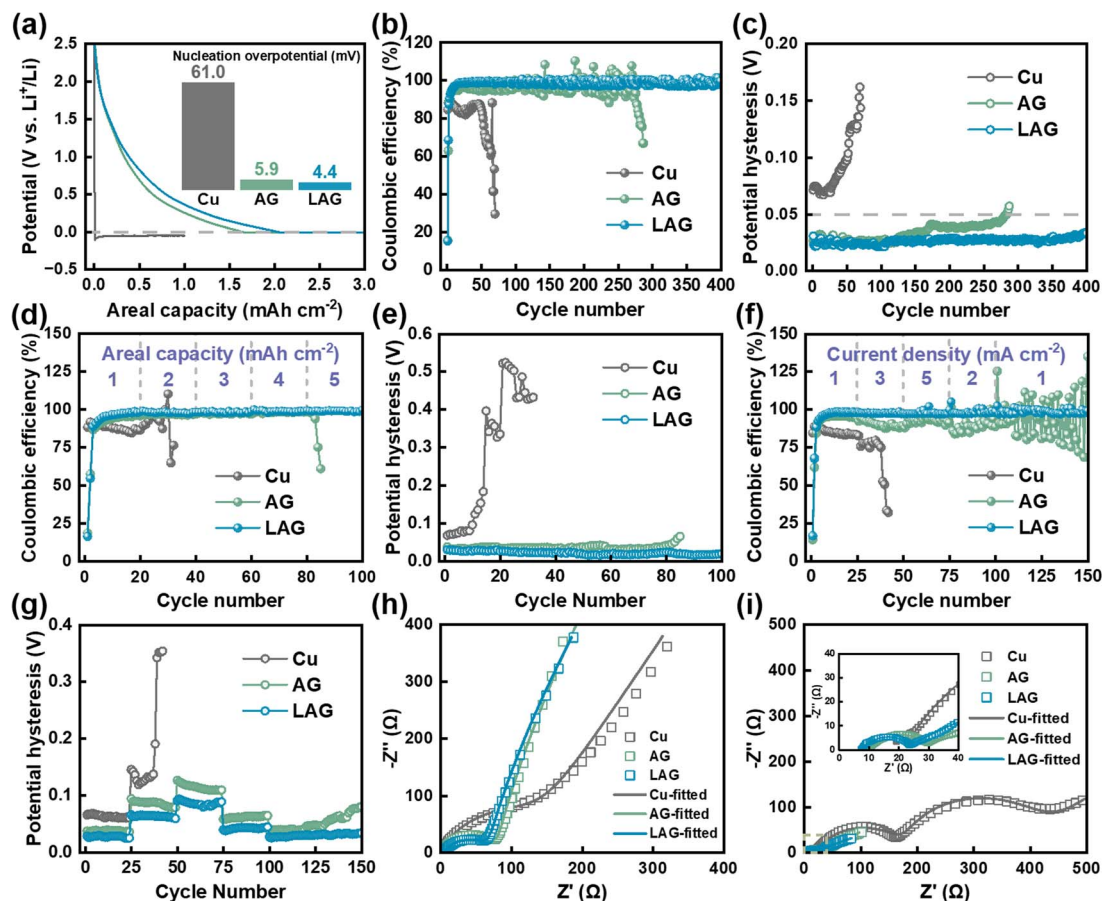 (a)
2.5
2.0
1.5
1.0
0.5
0.0
−0.5
Potential (V vs. Li⁺/Li)
Nucleation overpotential (mV)
61.0
5.9
4.4
Cu
AG
LAG
0.0 0.6 1.2 1.8 2.4 3.0
Areal capacity (mAh cm⁻²)
(b)
120
100
80
60
40
20
0
Coulombic efficiency (%)
Cu
AG
LAG
0 50 100 150 200 250 300 350 400
Cycle number
(c)
0.20
0.15
0.10
0.05
0.00
Potential hysteresis (V)
Cu
AG
LAG
0 50 100 150 200 250 300 350 400
Cycle number
(d)
150
125
100
75
50
25
0
Coulombic efficiency (%)
Areal capacity (mAh cm⁻²)
1 2 3 4 5
Cu
AG
LAG
0 20 40 60 80 100
Cycle number
(e)
0.6
0.5
0.4
0.3
0.2
0.1
0.0
Potential hysteresis (V)
Cu
AG
LAG
0 20 40 60 80 100
Cycle Number
(f)
150
125
100
75
50
25
0
Coulombic efficiency (%)
Current density (mA cm⁻²)
1 3 5 2 1
Cu
AG
LAG
0 25 50 75 100 125 150
Cycle number
(g)
0.4
0.3
0.2
0.1
0.0
Potential hysteresis (V)
Cu
AG
LAG
0 25 50 75 100 125 150
Cycle Number
(h)
400
300
200
100
0
-Z'' (Ω)
Cu
AG
LAG
Cu-fitted
AG-fitted
LAG-fitted
0 100 200 300 400
Z' (Ω)
(i)
500
400
300
200
100
0
-Z'' (Ω)
40
30
20
10
0
-Z'' (Ω)
0 8 16 24 32 40
Z' (Ω)
Cu
AG
LAG
Cu-fitted
AG-fitted
LAG-fitted
0 100 200 300 400 500
Z' (Ω)